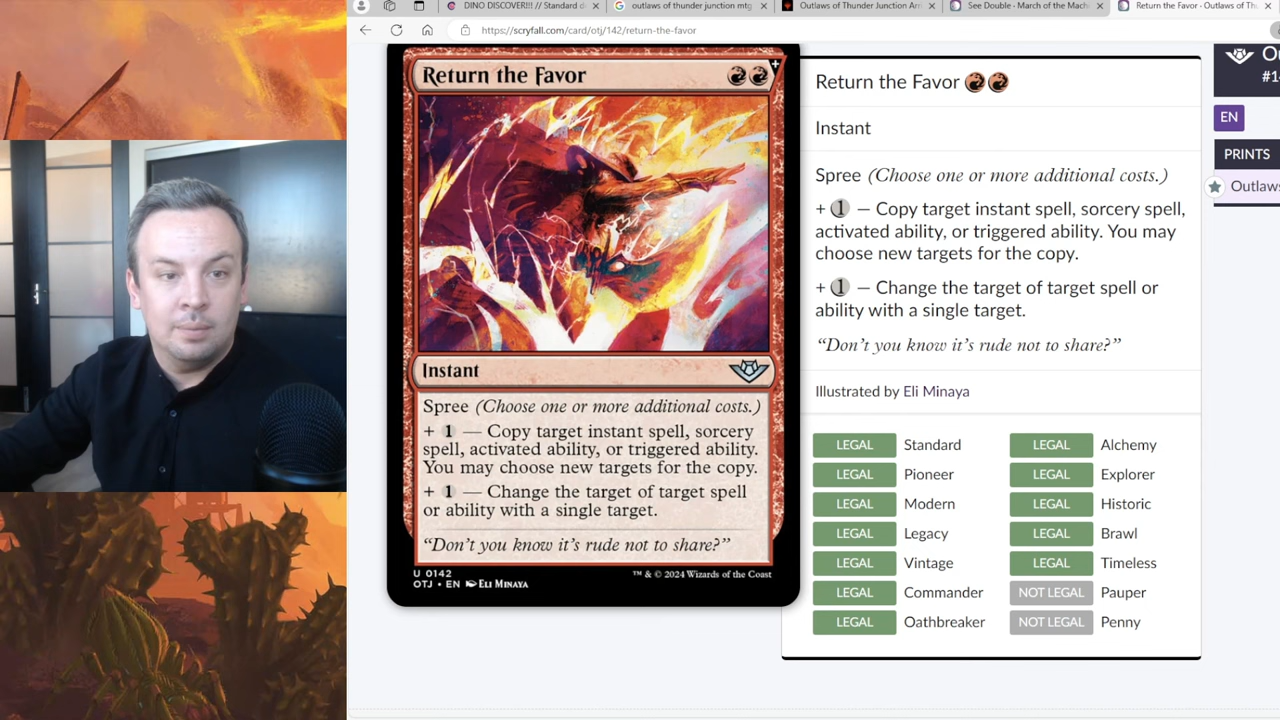 DINO DISCOVER!!! // Standard d
outlaws of thunder junction mtg
Outlaws of Thunder Junction Ar
See Double · March of the Mach
Return the Favor · Outlaws of Th
https://scryfall.com/card/otj/142/return-the-favor
Return the Favor
Instant
Spree (Choose one or more additional costs.)
+ 1 — Copy target instant spell, sorcery
spell, activated ability, or triggered ability.
You may choose new targets for the copy.
+ 1 — Change the target of target spell
or ability with a single target.
“Don’t you know it’s rude not to share?”
U 0142
OTJ • EN Eli Minaya
™ & © 2024 Wizards of the Coast
Return the Favor
Instant
Spree (Choose one or more additional costs.)
+ 1 — Copy target instant spell, sorcery spell,
activated ability, or triggered ability. You may
choose new targets for the copy.
+ 1 — Change the target of target spell or
ability with a single target.
“Don’t you know it’s rude not to share?”
Illustrated by Eli Minaya
LEGAL Standard LEGAL Alchemy
LEGAL Pioneer LEGAL Explorer
LEGAL Modern LEGAL Historic
LEGAL Legacy LEGAL Brawl
LEGAL Vintage LEGAL Timeless
LEGAL Commander NOT LEGAL Pauper
LEGAL Oathbreaker NOT LEGAL Penny
Ou
#1
EN
PRINTS
Outlaws